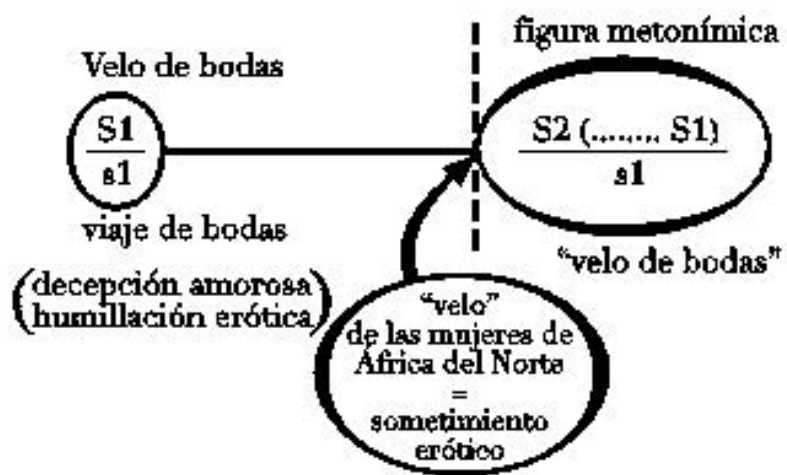 figura metonímica
Velo de bodas
S1
s1
S2 (........ S1)
s1
viaje de bodas
"velo de bodas"
(decepción amorosa
humillación erótica)
"velo"
de las mujeres de
África del Norte
=
sometimiento
erótico